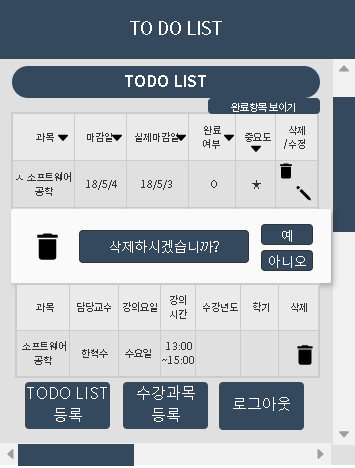 TO DO LIST
TODO LIST
완료항목 보이기
과목 마감일 실제마감일 완료 여부 중요도 삭제 /수정
ㅅ 소프트웨어 공학 18/5/4 18/5/3 O ★
삭제하시겠습니까?
예
아니오
과목 담당교수 강의요일 강의 시간 수강년도 학기 삭제
소프트웨어 공학 한혁수 수요일 13:00 ~15:00
TODO LIST 등록
수강과목 등록
로그아웃